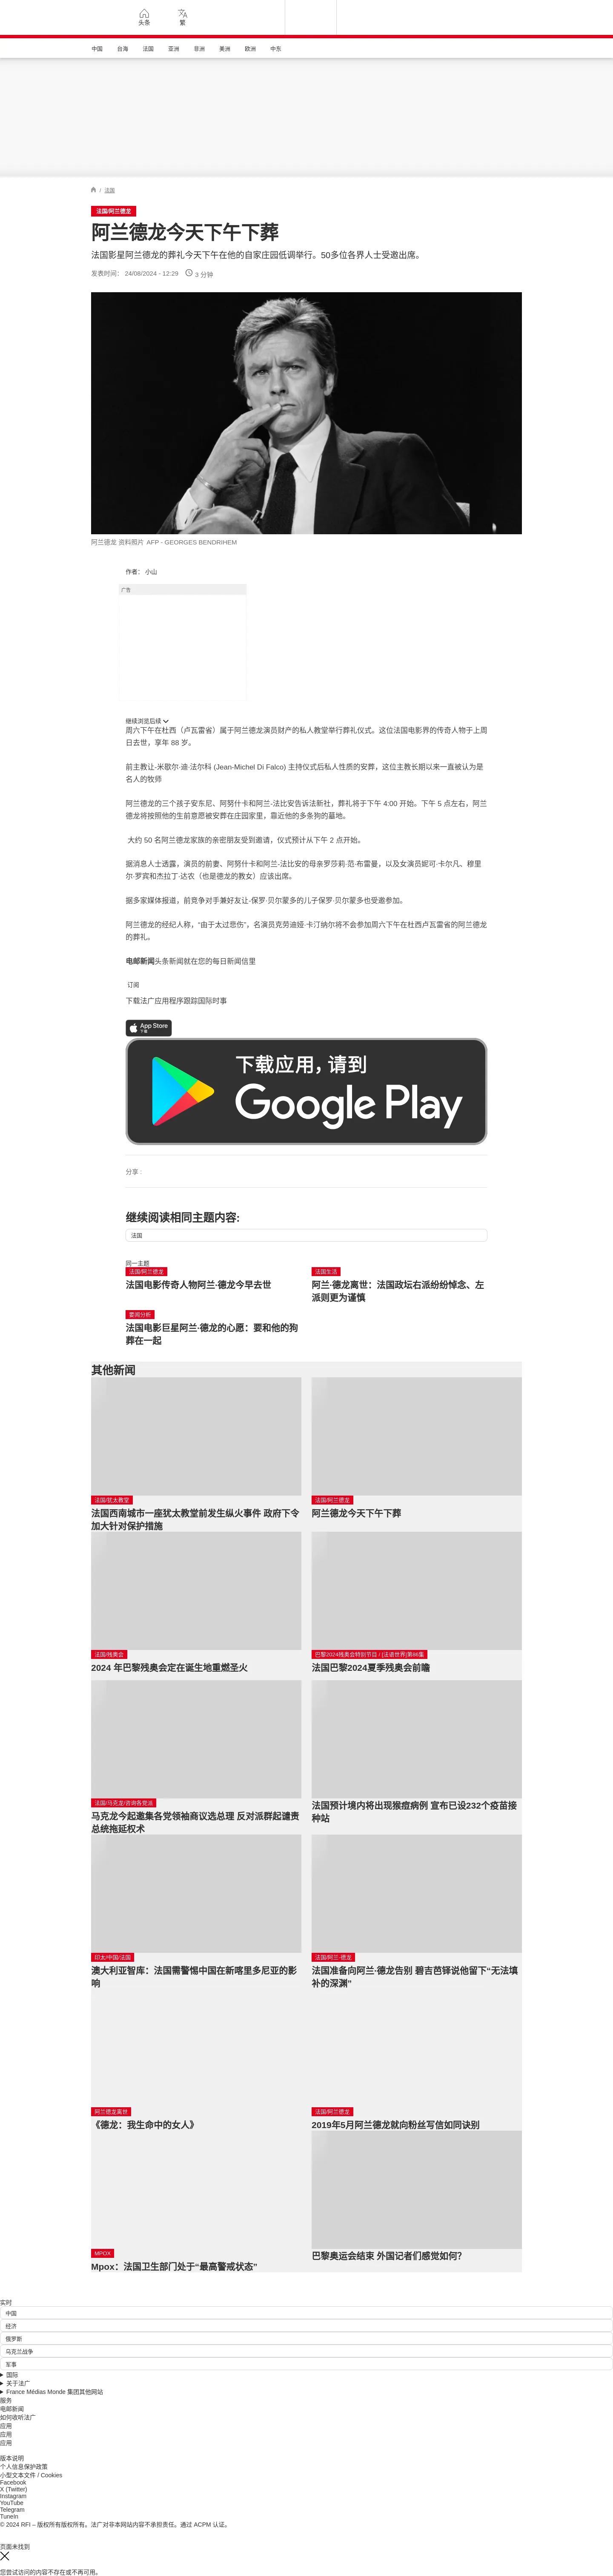 头条
繁
中国 台海 法国 亚洲 非洲 美洲 欧洲 中东
/ 法国
法国/阿兰德龙
阿兰德龙今天下午下葬
法国影星阿兰德龙的葬礼今天下午在他的自家庄园低调举行。50多位各界人士受邀出席。
发表时间： 24/08/2024 - 12:29 3 分钟
阿兰德龙 资料照片 AFP - GEORGES BENDRIHEM
作者： 小山
广告
继续浏览后续
周六下午在杜西（卢瓦雷省）属于阿兰德龙演员财产的私人教堂举行葬礼仪式。这位法国电影界的传奇人物于上周
日去世，享年 88 岁。
前主教让-米歇尔·迪·法尔科 (Jean-Michel Di Falco) 主持仪式后私人性质的安葬，这位主教长期以来一直被认为是
名人的牧师
阿兰德龙的三个孩子安东尼、阿努什卡和阿兰-法比安告诉法新社，葬礼将于下午 4:00 开始。下午 5 点左右，阿兰
德龙将按照他的生前意愿被安葬在庄园家里，靠近他的多条狗的墓地。
大约 50 名阿兰德龙家族的亲密朋友受到邀请，仪式预计从下午 2 点开始。
据消息人士透露，演员的前妻、阿努什卡和阿兰-法比安的母亲罗莎莉·范·布雷曼，以及女演员妮可·卡尔凡、穆里
尔·罗宾和杰拉丁·达农（也是德龙的教女）应该出席。
据多家媒体报道，前竞争对手兼好友让-保罗·贝尔蒙多的儿子保罗·贝尔蒙多也受邀参加。
阿兰德龙的经纪人称，“由于太过悲伤”，名演员克劳迪娅·卡汀纳尔将不会参加周六下午在杜西卢瓦雷省的阿兰德龙
的葬礼。
电邮新闻头条新闻就在您的每日新闻信里
订阅
下载法广应用程序跟踪国际时事
App Store
下载
下载应用，请到
Google Play
分享 :
继续阅读相同主题内容:
法国
同一主题
法国/阿兰德龙
法国电影传奇人物阿兰·德龙今早去世
法国生活
阿兰·德龙离世：法国政坛右派纷纷悼念、左
派则更为谨慎
要闻分析
法国电影巨星阿兰·德龙的心愿：要和他的狗
葬在一起
其他新闻
法国/犹太教堂
法国西南城市一座犹太教堂前发生纵火事件 政府下令
加大针对保护措施
法国/阿兰德龙
阿兰德龙今天下午下葬
法国/残奥会
2024 年巴黎残奥会定在诞生地重燃圣火
巴黎2024残奥会特别节目 / [法语世界]第66集
法国巴黎2024夏季残奥会前瞻
法国/马克龙/咨询各党派
马克龙今起邀集各党领袖商议选总理 反对派群起谴责
总统拖延权术
法国预计境内将出现猴痘病例 宣布已设232个疫苗接
种站
印太/中国/法国
澳大利亚智库：法国需警惕中国在新喀里多尼亚的影
响
法国/阿兰-德龙
法国准备向阿兰·德龙告别 碧吉芭铎说他留下“无法填
补的深渊”
阿兰德龙离世
《德龙：我生命中的女人》
法国/阿兰德龙
2019年5月阿兰德龙就向粉丝写信如同诀别
MPOX
Mpox：法国卫生部门处于“最高警戒状态”
巴黎奥运会结束 外国记者们感觉如何？
实时
中国
经济
俄罗斯
乌克兰战争
军事
国际
关于法广
France Médias Monde 集团其他网站
服务
电邮新闻
如何收听法广
应用
应用
应用
版本说明
个人信息保护政策
小型文本文件 / Cookies
Facebook
X (Twitter)
Instagram
YouTube
Telegram
TuneIn
© 2024 RFI – 版权所有版权所有。法广对非本网站内容不承担责任。通过 ACPM 认证。
页面未找到
您尝试访问的内容不存在或不再可用。